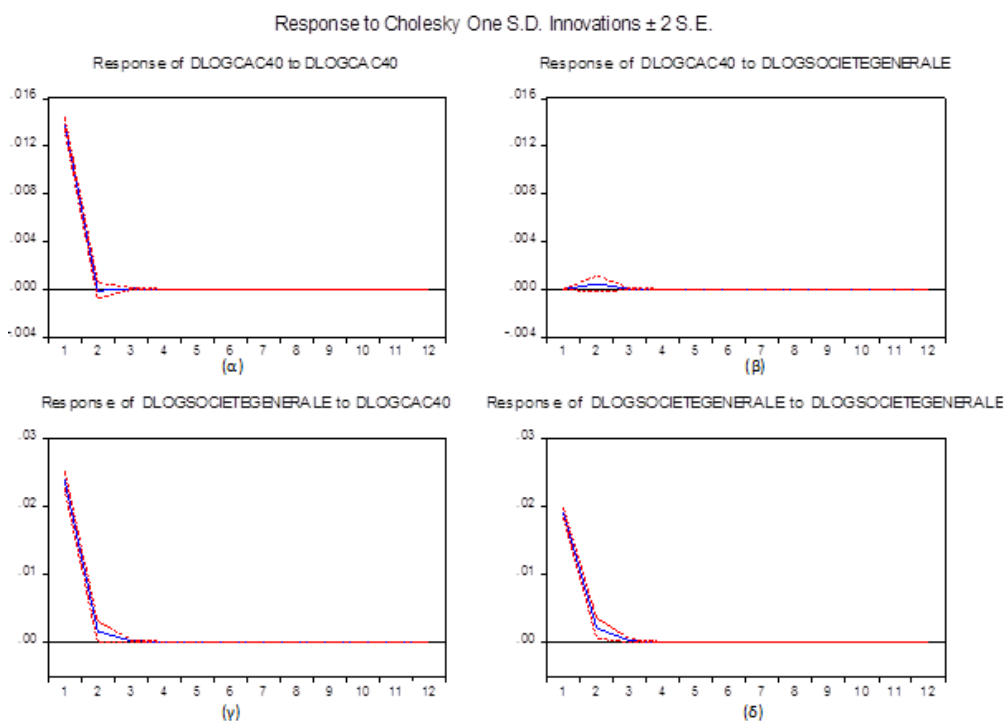 Response to Cholesky One S.D. Innovations ± 2 S.E.
Response of DLOGCAC40 to DLOGCAC40
.016
.012
.008
.004
.000
-.004
1 2 3 4 5 6 7 8 9 10 11 12
(α)
Response of DLOGCAC40 to DLOGSOCIETEGENERALE
.016
.012
.008
.004
.000
-.004
1 2 3 4 5 6 7 8 9 10 11 12
(β)
Response of DLOGSOCIETEGENERALE to DLOGCAC40
.03
.02
.01
.00
1 2 3 4 5 6 7 8 9 10 11 12
(γ)
Response of DLOGSOCIETEGENERALE to DLOGSOCIETEGENERALE
.03
.02
.01
.00
1 2 3 4 5 6 7 8 9 10 11 12
(δ)